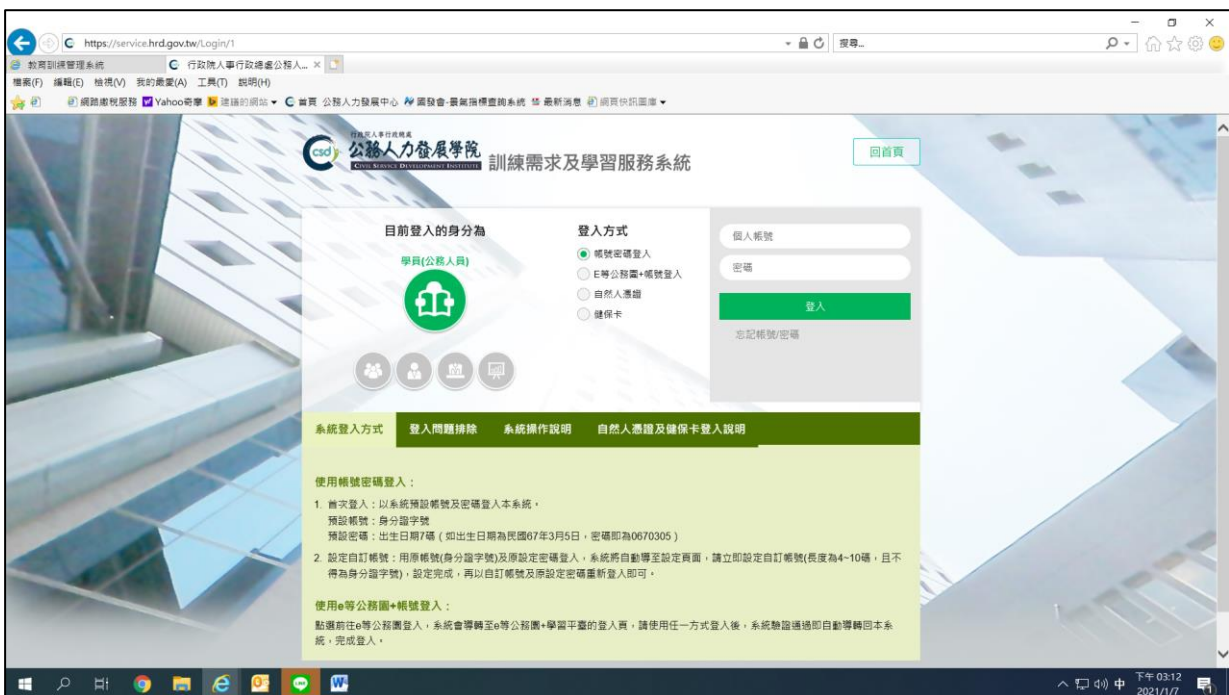 https://service.hrd.gov.tw/Login/1
搜尋...
教育訓練管理系統
行政院人事行政總處公務人...
檔案(F) 編輯(E) 檢視(V) 我的最愛(A) 工具(T) 說明(H)
網路繳稅服務 Yahoo奇摩 建議的網站 首頁 公務人力發展中心 國發會-景氣指標查詢系統 最新消息 網頁快訊圖庫
行政院人事行政總處
csdi 公務人力發展學院
CIVIL SERVICE DEVELOPMENT INSTITUTE
訓練需求及學習服務系統
回首頁
目前登入的身分為
學員(公務人員)
登入方式
帳號密碼登入
E等公務園+帳號登入
自然人憑證
健保卡
個人帳號
密碼
登入
忘記帳號/密碼
系統登入方式 登入問題排除 系統操作說明 自然人憑證及健保卡登入說明
使用帳號密碼登入：
1. 首次登入：以系統預設帳號及密碼登入本系統。
預設帳號：身分證字號
預設密碼：出生日期7碼（如出生日期為民國67年3月5日，密碼即為0670305）
2. 設定自訂帳號：用原帳號(身分證字號)及原設定密碼登入，系統將自動導至設定頁面，請立即設定自訂帳號(長度為4~10碼，且不
得為身分證字號)，設定完成，再以自訂帳號及原設定密碼重新登入即可。
使用e等公務園+帳號登入：
點選前往e等公務園登入，系統會導轉至e等公務園+學習平臺的登入頁，請使用任一方式登入後，系統驗證通過即自動導轉回本系
統，完成登入。
中
下午 03:12
2021/1/7